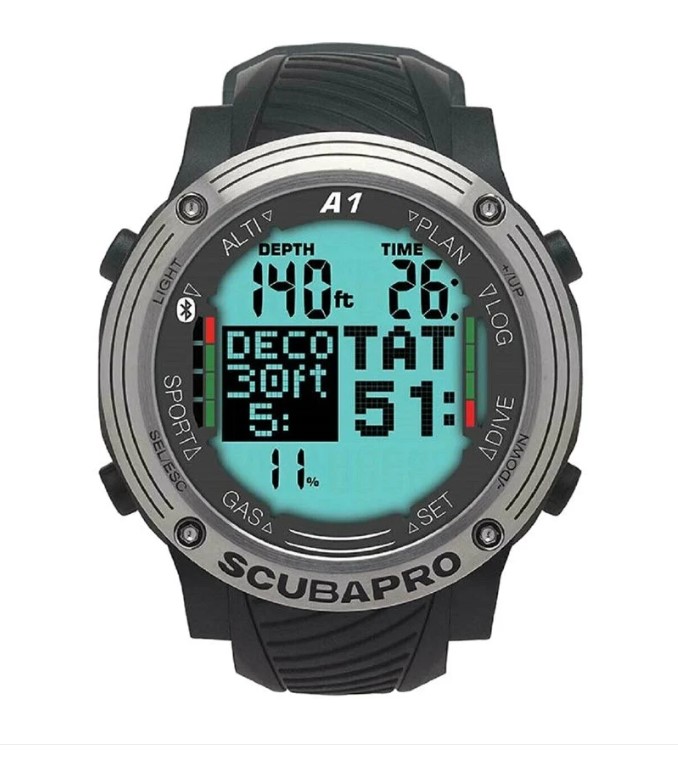 A1
ALTI
PLAN
LIGHT
+/UP
DEPTH
TIME
140ft
26:
LOG
DECO
30ft
5:
TAT
51:
SPORT
DIVE
SEL/ESC
-/DOWN
11%
GAS
SET
SCUBAPRO